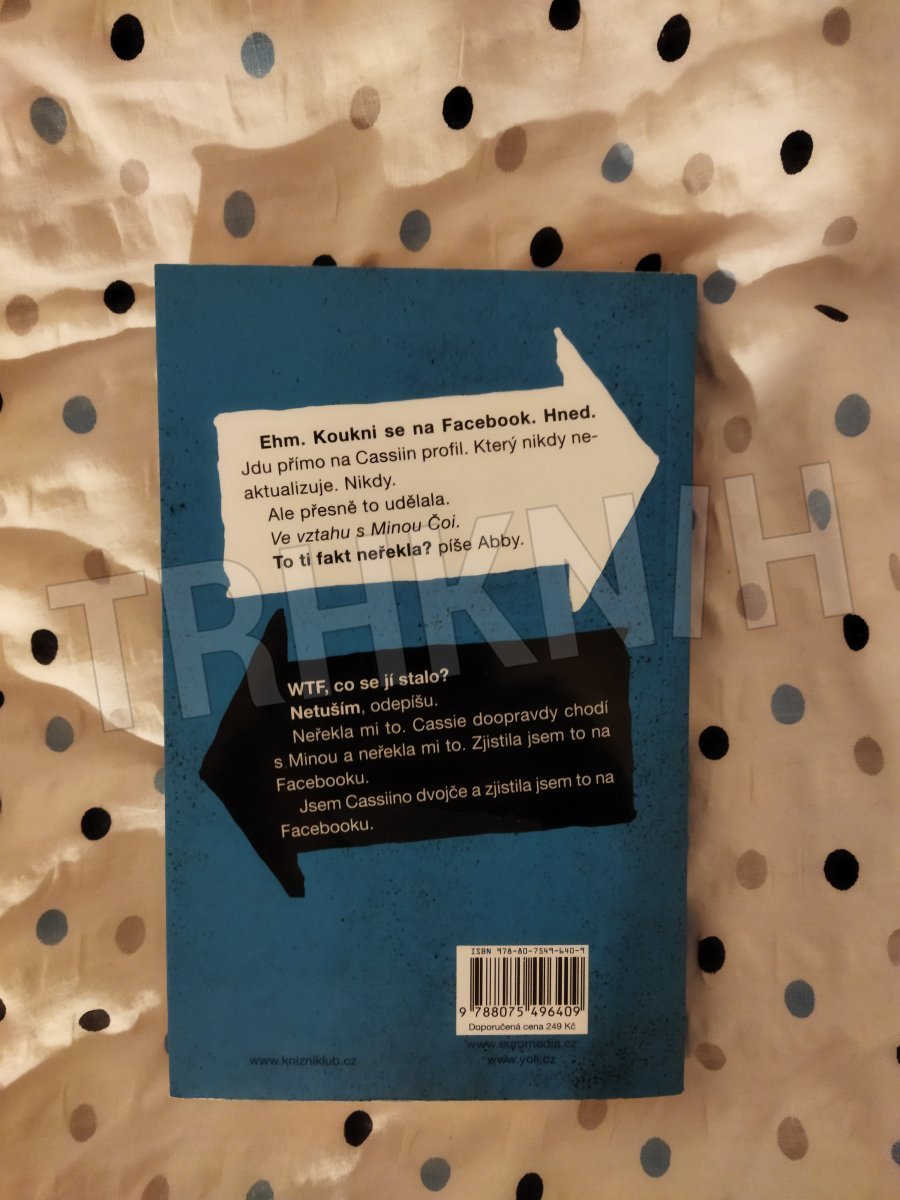 Ehm. Koukni se na Facebook. Hned.
Jdu přímo na Cassiin profil. Který nikdy ne-
aktualizuje. Nikdy.
Ale přesně to udělala.
Ve vztahu s Minou Čoi.
To ti fakt neřekla? píše Abby.
TRHKNIH
WTF, co se jí stalo?
Netuším, odepíšu.
Neřekla mi to. Cassie doopravdy chodí
s Minou a neřekla mi to. Zjistila jsem to na
Facebooku.
Jsem Cassiino dvojče a zjistila jsem to na
Facebooku.
ISBN 978-80-7549-640-9
9 788075 496409
Doporučená cena 249 Kč
www.euromedia.cz
www.knizniklub.cz
www.yoli.cz